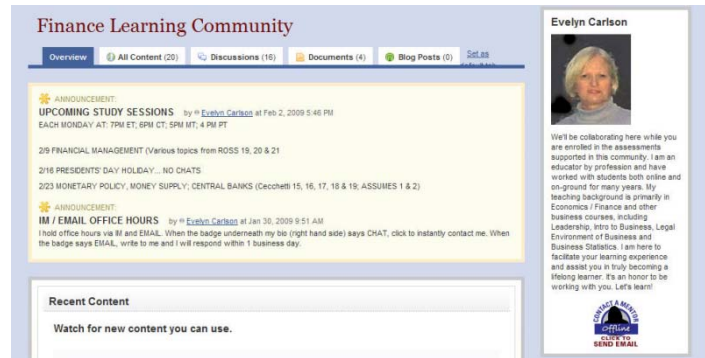 Finance Learning Community
Overview
All Content (20)
Discussions (16)
Documents (4)
Blog Posts (0)
Set as
ANNOUNCEMENT:
UPCOMING STUDY SESSIONS by Evelyn Carlson at Feb 2, 2009 5:46 PM
EACH MONDAY AT: 7PM ET; 6PM CT; 5PM MT; 4 PM PT
2/9 FINANCIAL MANAGEMENT (Various topics from ROSS 19, 20 & 21
2/16 PRESIDENTS' DAY HOLIDAY... NO CHATS
2/23 MONETARY POLICY, MONEY SUPPLY; CENTRAL BANKS (Cecchetti 15, 16, 17, 18 & 19; ASSUMES 1 & 2)
ANNOUNCEMENT:
IM / EMAIL OFFICE HOURS by Evelyn Carlson at Jan 30, 2009 9:51 AM
I hold office hours via IM and EMAIL. When the badge underneath my bio (right hand side) says CHAT, click to instantly contact me. When
the badge says EMAIL, write to me and I will respond within 1 business day.
Recent Content
Watch for new content you can use.
Evelyn Carlson
We'll be collaborating here while you
are enrolled in the assessments
supported in this community. I am an
educator by profession and have
worked with students both online and
on-ground for many years. My
teaching background is primarily in
Economics / Finance and other
business courses, including
Leadership, Intro to Business, Legal
Environment of Business and
Business Statistics. I am here to
facilitate your learning experience
and assist you in truly becoming a
lifelong learner. It's an honor to be
working with you. Let's learn!
CONTACT A MENTOR
Offline
CLICK TO
SEND EMAIL